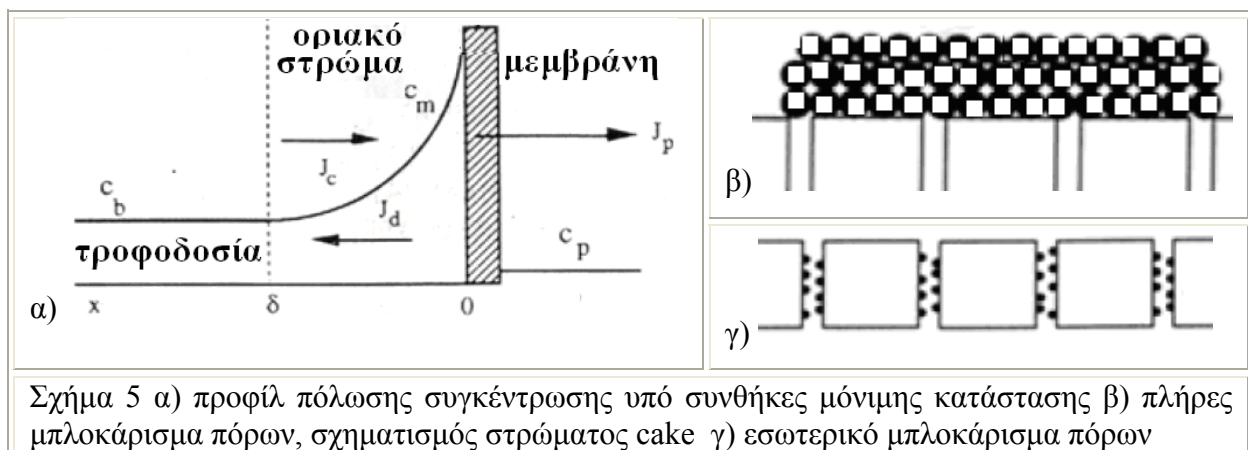 οριακό
στρώμα
μεμβράνη
c_m
J_p
J_c
c_b
J_d
τροφοδοσία
c_p
α)
x
δ
0
β)
γ)
Σχήμα 5 α) προφίλ πόλωσης συγκέντρωσης υπό συνθήκες μόνιμης κατάστασης β) πλήρες
μπλοκάρισμα πόρων, σχηματισμός στρώματος cake γ) εσωτερικό μπλοκάρισμα πόρων